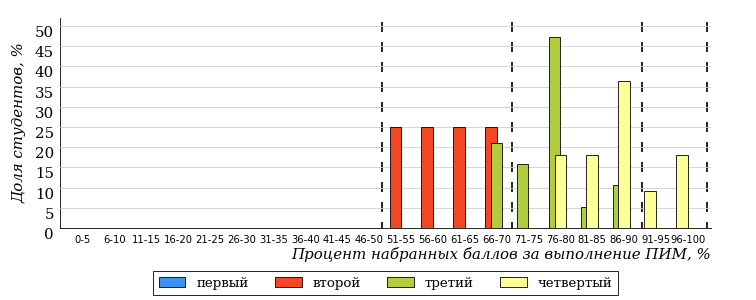 Доля студентов, %
50
45
40
35
30
25
20
15
10
5
0
0-5 6-10 11-15 16-20 21-25 26-30 31-35 36-40 41-45 46-50 51-55 56-60 61-65 66-70 71-75 76-80 81-85 86-90 91-95 96-100
Процент набранных баллов за выполнение ПИМ, %
первый второй третий четвертый